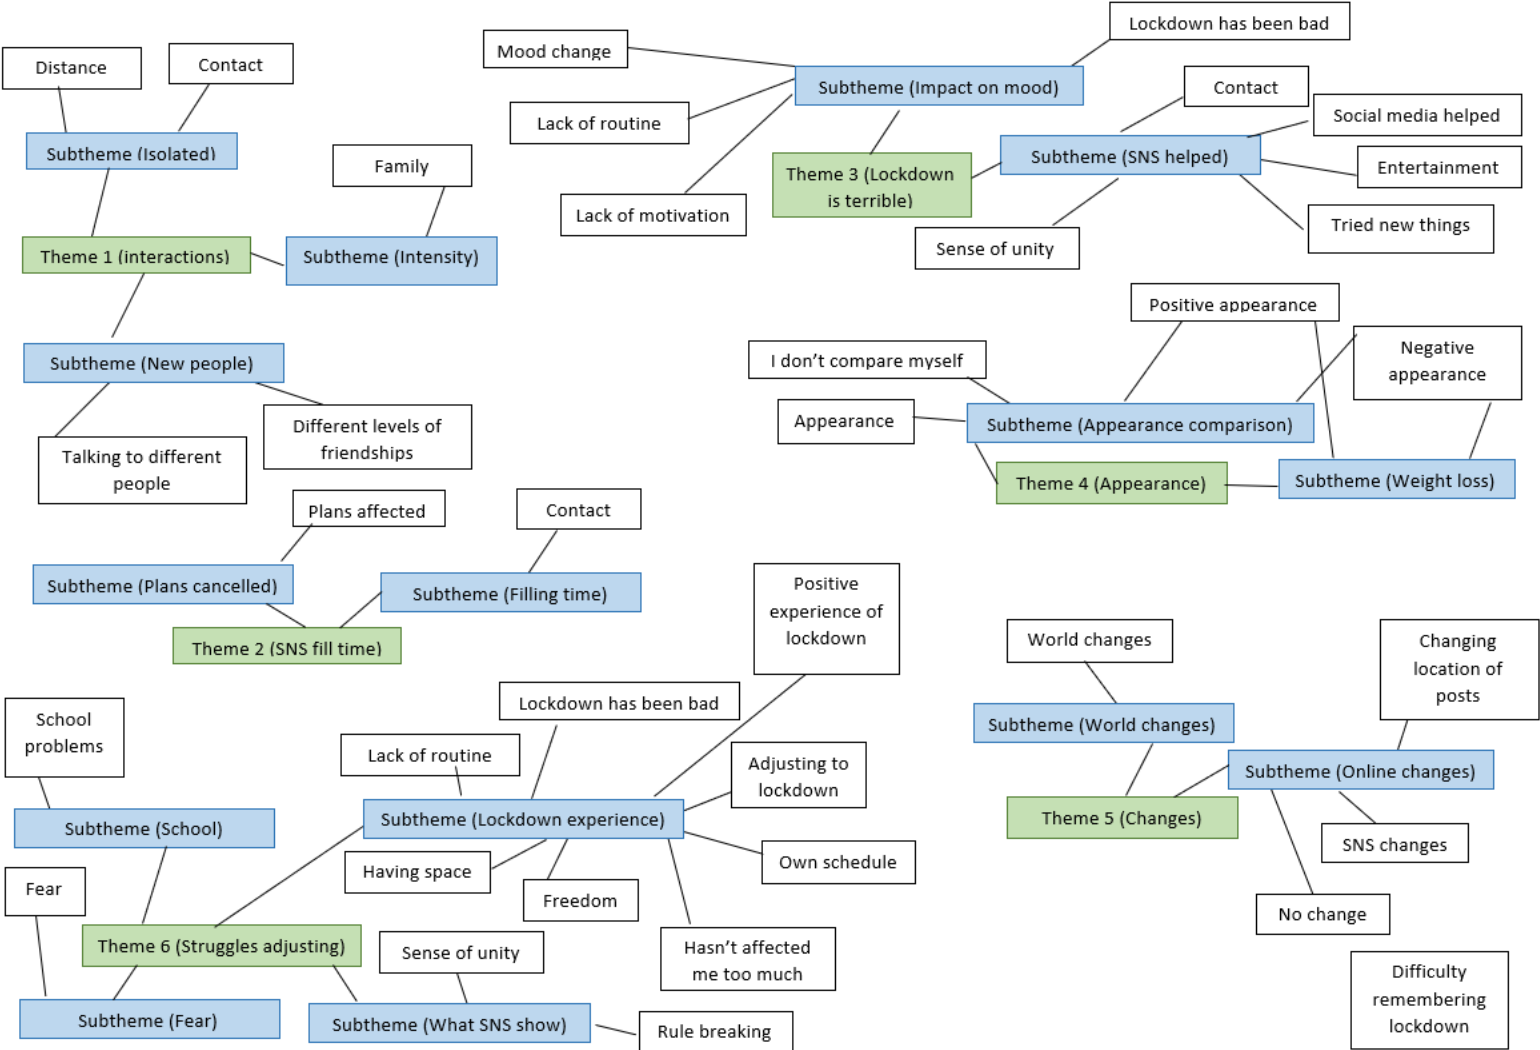 Distance
Contact
Subtheme (Isolated)
Family
Theme 1 (interactions)
Subtheme (Intensity)
Subtheme (New people)
Different levels of
friendships
Talking to different
people
Mood change
Lockdown has been bad
Subtheme (Impact on mood)
Lack of routine
Lack of motivation
Contact
Social media helped
Theme 3 (Lockdown
is terrible)
Subtheme (SNS helped)
Entertainment
Sense of unity
Tried new things
Positive appearance
Negative
appearance
I don’t compare myself
Appearance
Subtheme (Appearance comparison)
Theme 4 (Appearance)
Subtheme (Weight loss)
Plans affected
Contact
Subtheme (Plans cancelled)
Subtheme (Filling time)
Theme 2 (SNS fill time)
Positive
experience of
lockdown
World changes
Changing
location of
posts
Subtheme (World changes)
Subtheme (Online changes)
Theme 5 (Changes)
SNS changes
No change
Difficulty
remembering
lockdown
School
problems
Lockdown has been bad
Lack of routine
Adjusting to
lockdown
Subtheme (School)
Subtheme (Lockdown experience)
Having space
Own schedule
Freedom
Fear
Hasn’t affected
me too much
Theme 6 (Struggles adjusting)
Sense of unity
Subtheme (Fear)
Subtheme (What SNS show)
Rule breaking